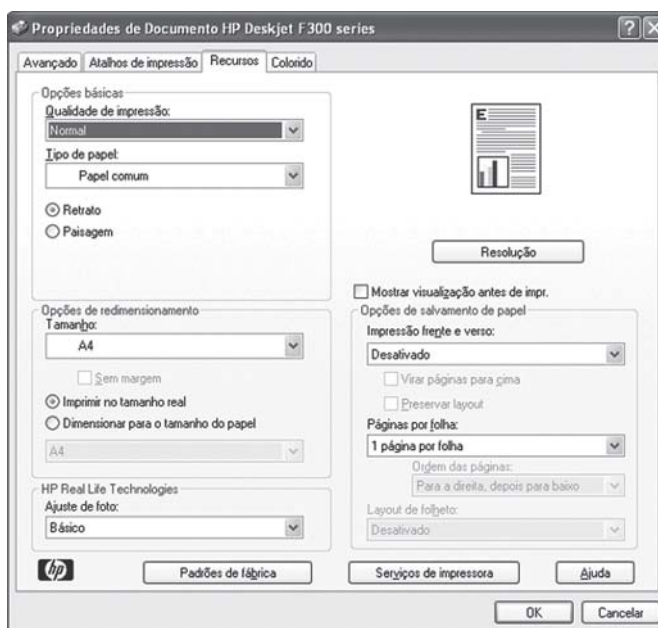 Propriedades de Documento HP Deskjet F300 series
Avançado Atalhos de impressão Recursos Colorido
Opções básicas
Qualidade de impressão:
Normal
Tipo de papel:
Papel comum
Retrato
Paisagem
E
Resolução
Mostrar visualização antes de impr.
Opções de redimensionamento
Tamanho:
A4
Sem margem
Imprimir no tamanho real
Dimensionar para o tamanho do papel
A4
HP Real Life Technologies
Ajuste de foto:
Básico
Opções de salvamento de papel
Impressão frente e verso:
Desativado
Virar páginas para cima
Preservar layout
Páginas por folha:
1 página por folha
Ordem das páginas:
Para a direita, depois para baixo
Layout de folheto:
Desativado
hp
Padrões de fábrica
Serviços de impressora
Ajuda
OK
Cancelar